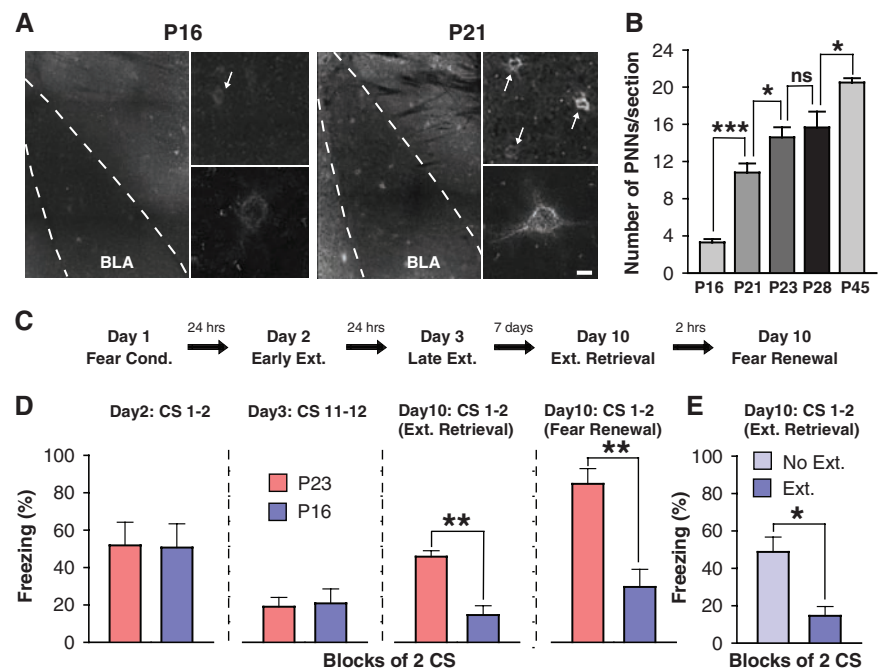 A
P16
P21
BLA
BLA
B
Number of PNNs/section
24
20
16
12
8
4
0
***
*
ns
*
P16 P21 P23 P28 P45
C
Day 1
Fear Cond.
24 hrs
Day 2
Early Ext.
24 hrs
Day 3
Late Ext.
7 days
Day 10
Ext. Retrieval
2 hrs
Day 10
Fear Renewal
D
Day2: CS 1-2
Day3: CS 11-12
Day10: CS 1-2
(Ext. Retrieval)
Day10: CS 1-2
(Fear Renewal)
Freezing (%)
100
80
60
40
20
0
P23
P16
**
**
Blocks of 2 CS
E
Day10: CS 1-2
(Ext. Retrieval)
Freezing (%)
100
80
60
40
20
0
No Ext.
Ext.
*
Blocks of 2 CS